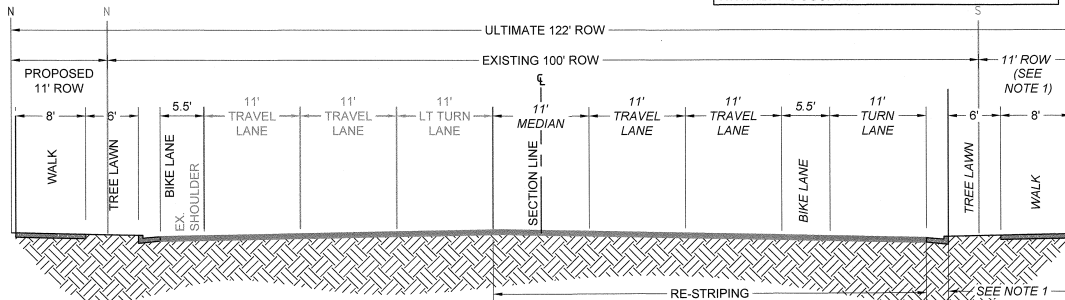 N
N
S
ULTIMATE 122' ROW
EXISTING 100' ROW
PROPOSED
11' ROW
11' ROW
(SEE
NOTE 1)
℄
8'
6'
5.5'
11'
TRAVEL
LANE
11'
TRAVEL
LANE
11'
LT TURN
LANE
11'
MEDIAN
11'
TRAVEL
LANE
11'
TRAVEL
LANE
5.5'
11'
TURN
LANE
6'
8'
WALK
TREE LAWN
BIKE LANE
EX.
SHOULDER
SECTION LINE
BIKE LANE
TREE LAWN
WALK
RE-STRIPING
SEE NOTE 1